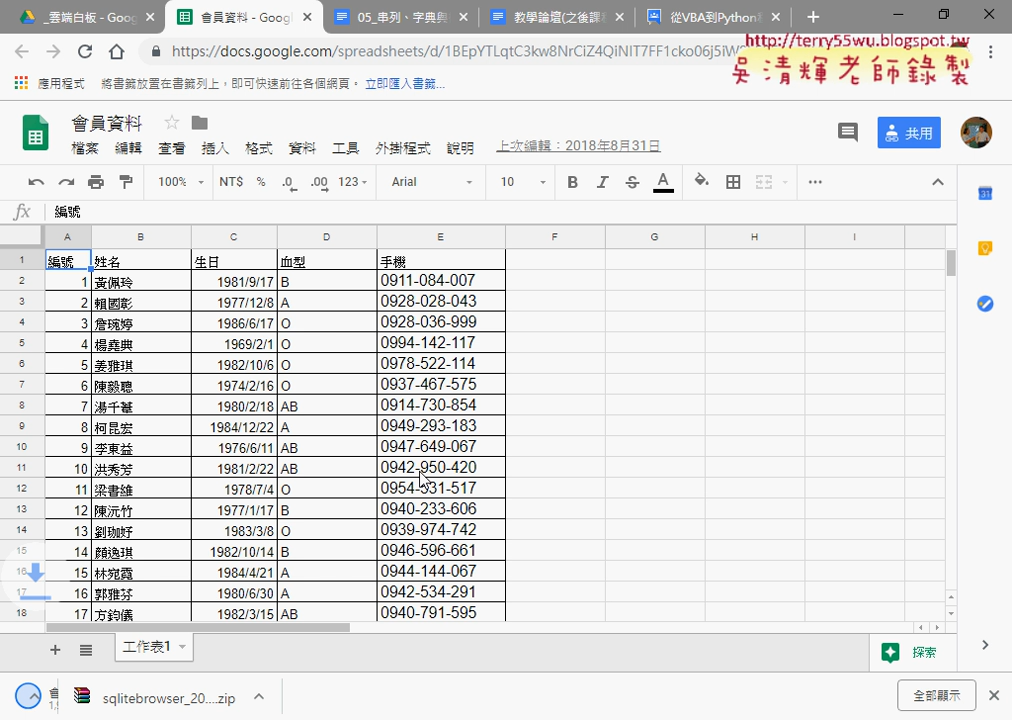 _雲端白板 - Goog
會員資料 - Googl
05_串列、字典與
教學論壇(之後課
從VBA到Python
https://docs.google.com/spreadsheets/d/1BEpYTLqtC3kw8NrCiZ4QiNIT7FF1cko06j5iW
http://terry55wu.blogspot.tw
吳清輝老師錄製
應用程式 將書籤放置在書籤列上,即可快速前往各個網頁。 立即匯入書籤...
會員資料
檔案 編輯 查看 插入 格式 資料 工具 外掛程式 說明 上次編輯:2018年8月31日
共用
100% NT$ % .0 .00 123 Arial 10 B I S A
31
fx 編號
A B C D E F G H I
1 編號 姓名 生日 血型 手機
2 1 黃佩玲 1981/9/17 B 0911-084-007
3 2 賴國彰 1977/12/8 A 0928-028-043
4 3 詹琬婷 1986/6/17 O 0928-036-999
5 4 楊堯典 1969/2/1 O 0994-142-117
6 5 姜雅琪 1982/10/6 O 0978-522-114
7 6 陳毅聰 1974/2/16 O 0937-467-575
8 7 湯千蕙 1980/2/18 AB 0914-730-854
9 8 柯昆宏 1984/12/22 A 0949-293-183
10 9 李東益 1976/6/11 AB 0947-649-067
11 10 洪秀芳 1981/2/22 AB 0942-950-420
12 11 梁書維 1978/7/4 O 0954-331-517
13 12 陳沅竹 1977/1/17 B 0940-233-606
14 13 劉珈妤 1983/3/8 O 0939-974-742
15 14 顏逸琪 1982/10/14 B 0946-596-661
16 15 林宛霓 1984/4/21 A 0944-144-067
17 16 郭雅芬 1980/6/30 A 0942-534-291
18 17 方鈞儀 1982/3/15 AB 0940-791-595
工作表1
探索
sqlitebrowser_20....zip
全部顯示